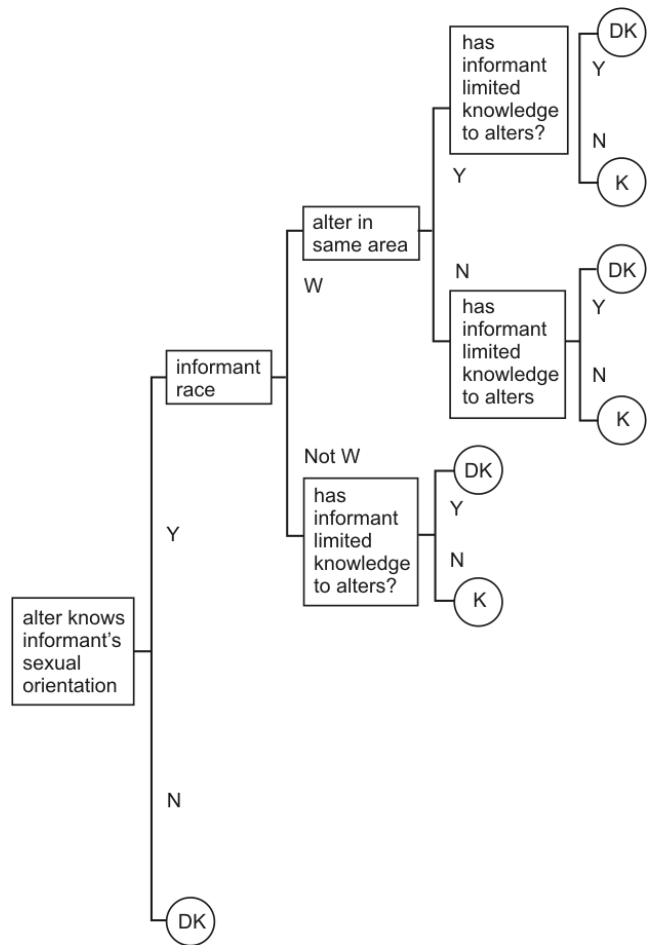 DK
has
informant
limited
knowledge
to alters?
Y
N
K
Y
alter in
same area
W
N
has
informant
limited
knowledge
to alters
DK
Y
N
K
informant
race
Not W
has
informant
limited
knowledge
to alters?
DK
Y
N
K
Y
alter knows
informant's
sexual
orientation
N
DK